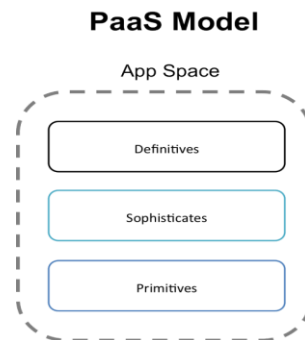 PaaS Model
App Space
Definitives
Sophisticates
Primitives